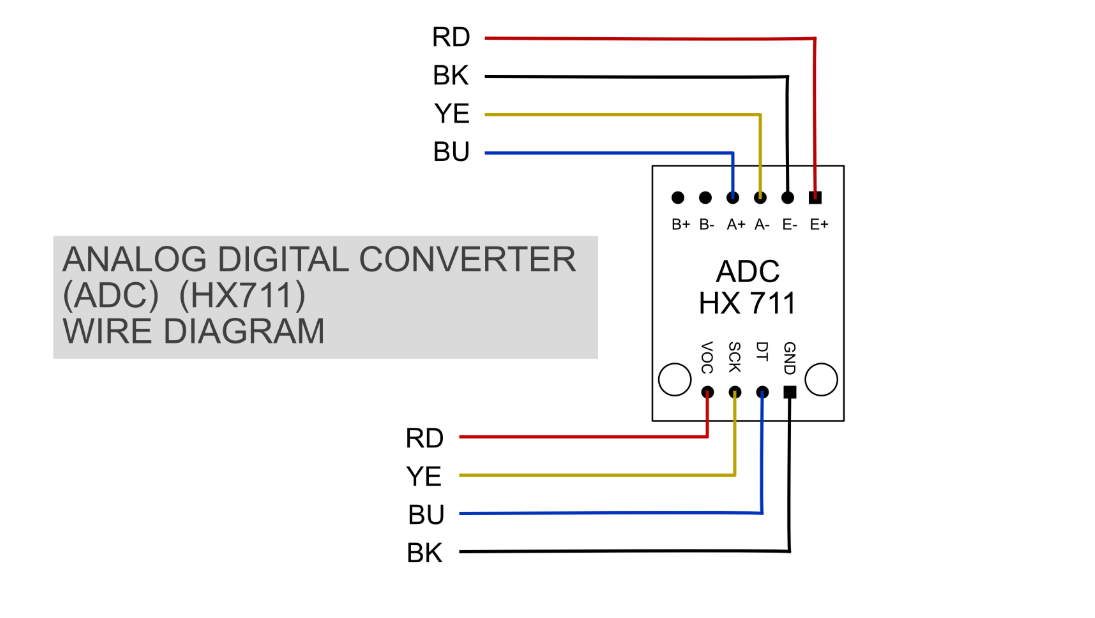 RD
BK
YE
BU
B+ B- A+ A- E- E+
ANALOG DIGITAL CONVERTER
(ADC) (HX711)
WIRE DIAGRAM
ADC
HX 711
VOC SCK DT GND
RD
YE
BU
BK